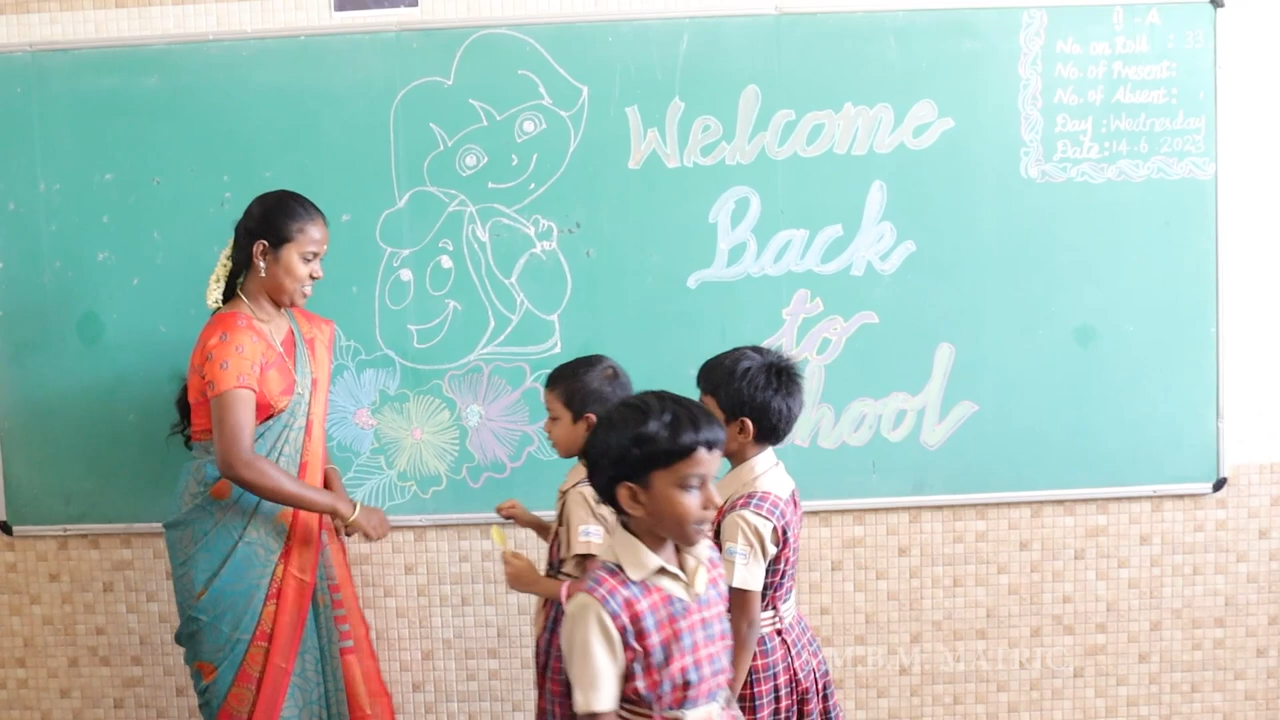 Welcome
Back
to
chool
No. on Roll : 33
No. of Present:
No. of Absent:
Day : Wednesday
Date: 14.6.2023